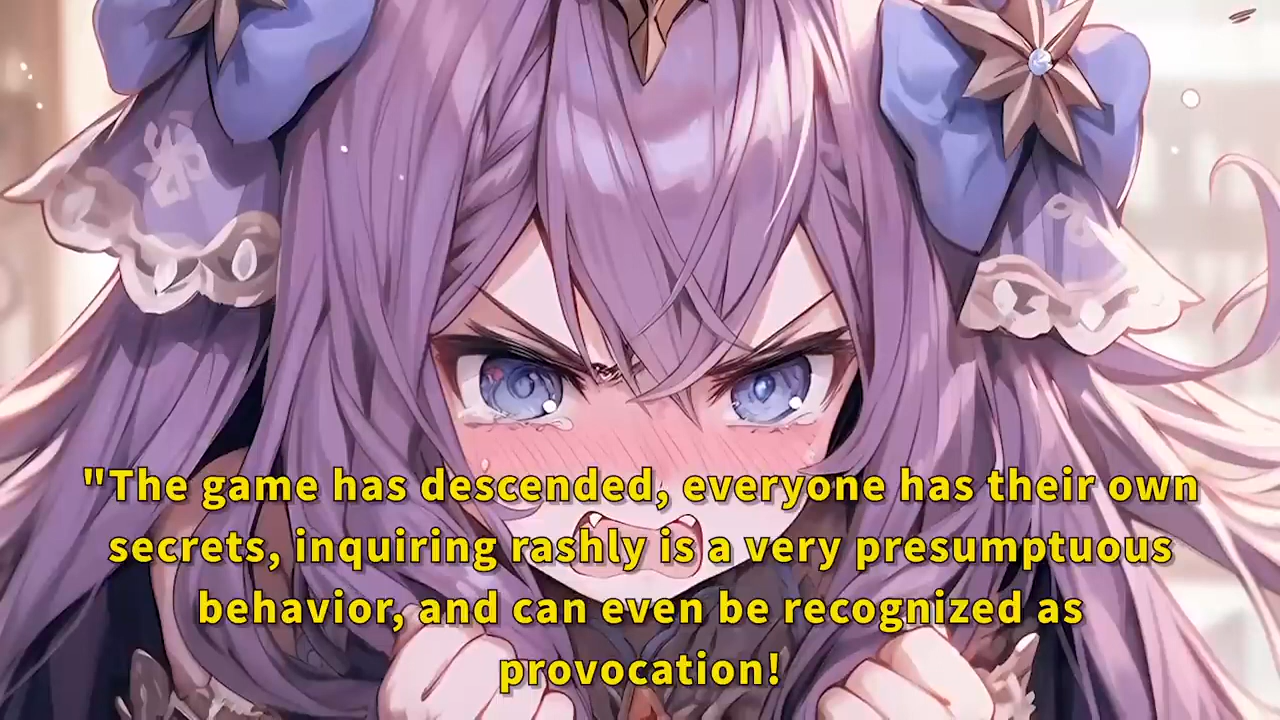 "The game has descended, everyone has their own
secrets, inquiring rashly is a very presumptuous
behavior, and can even be recognized as
provocation!